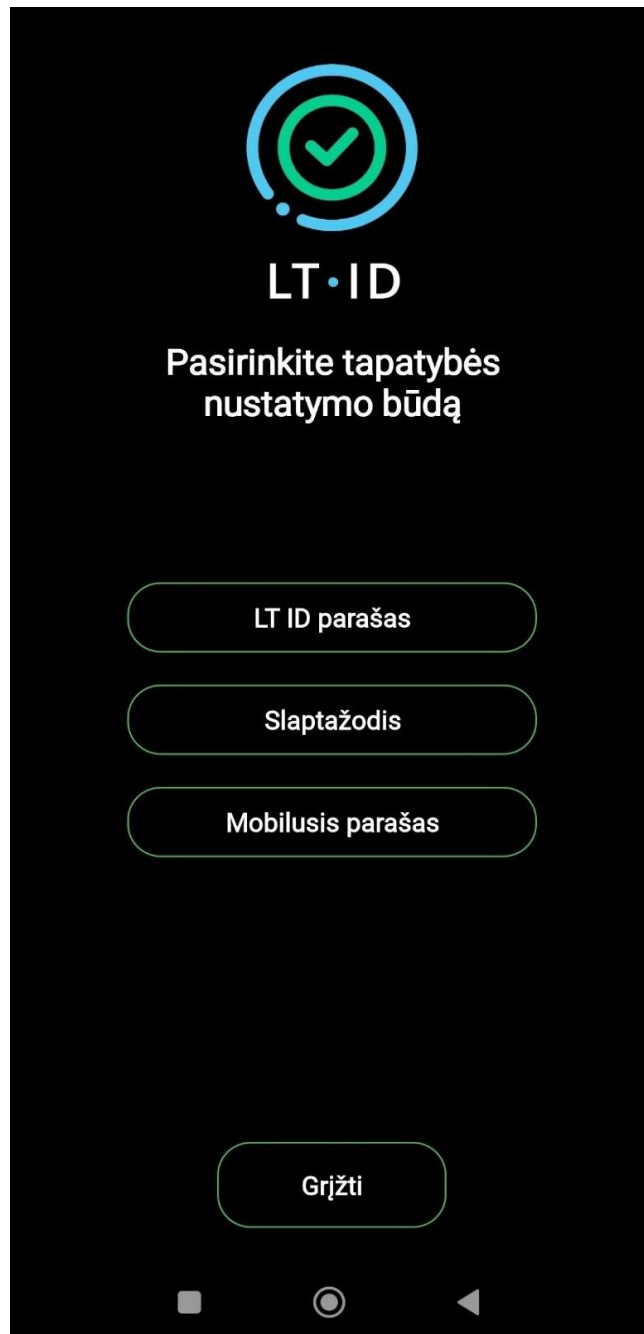 LT·ID
Pasirinkite tapatybės
nustatymo būdą
LT ID parašas
Slaptažodis
Mobilusis parašas
Grįžti